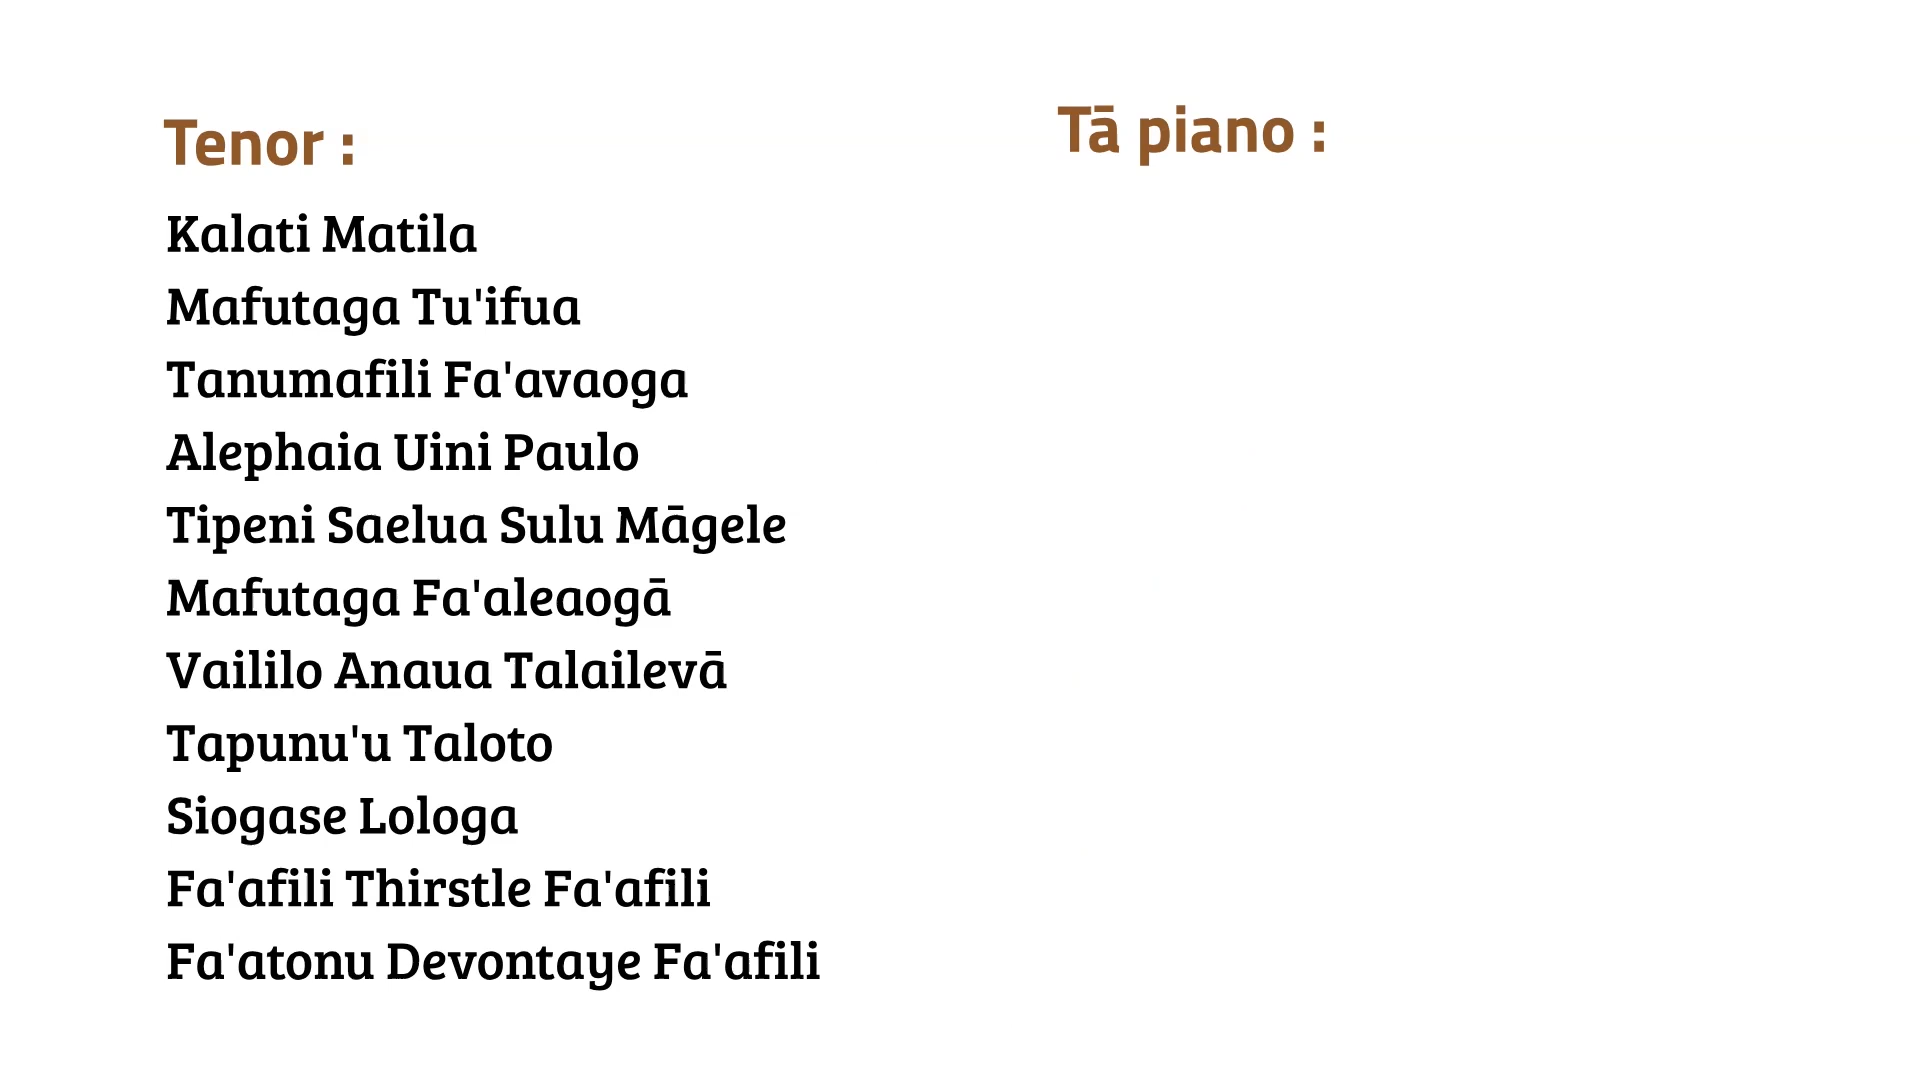 Tenor :
Kalati Matila
Mafutaga Tu'ifua
Tanumafili Fa'avaoga
Alephaia Uini Paulo
Tipeni Saelua Sulu Māgele
Mafutaga Fa'aleaogā
Vaililo Anaua Talailevā
Tapunu'u Taloto
Siogase Lologa
Fa'afili Thirstle Fa'afili
Fa'atonu Devontaye Fa'afili
Tā piano :